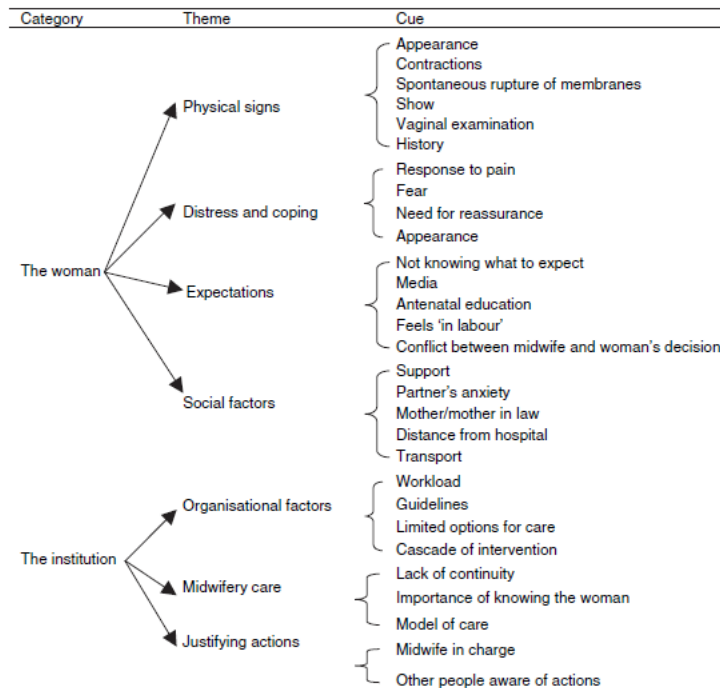 Category Theme Cue
Appearance
Contractions
Spontaneous rupture of membranes
Show
Physical signs
Vaginal examination
History
Response to pain
Fear
Distress and coping
Need for reassurance
Appearance
Not knowing what to expect
The woman
Media
Expectations
Antenatal education
Feels ‘in labour’
Conflict between midwife and woman’s decision
Support
Partner’s anxiety
Social factors
Mother/mother in law
Distance from hospital
Transport
Workload
Organisational factors
Guidelines
Limited options for care
Cascade of intervention
The institution
Lack of continuity
Midwifery care
Importance of knowing the woman
Model of care
Justifying actions
Midwife in charge
Other people aware of actions